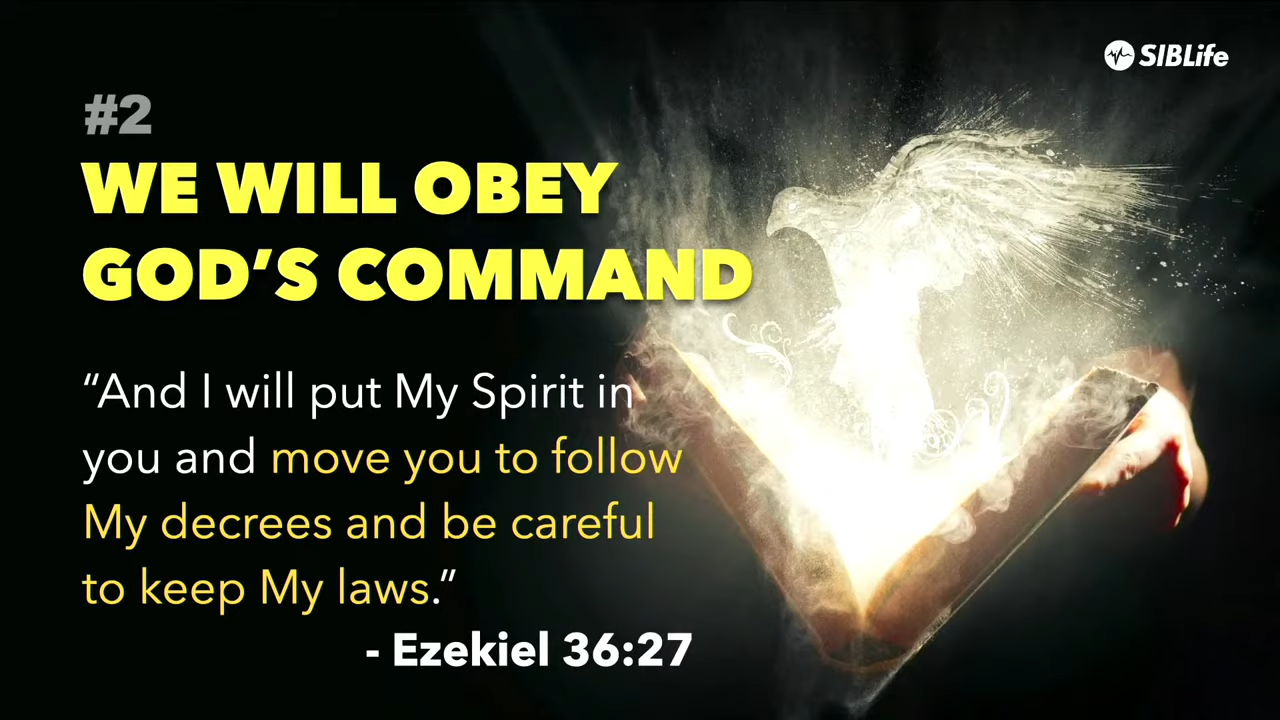 SIBLife
#2
WE WILL OBEY
GOD’S COMMAND
“And I will put My Spirit in
you and move you to follow
My decrees and be careful
to keep My laws.”
- Ezekiel 36:27